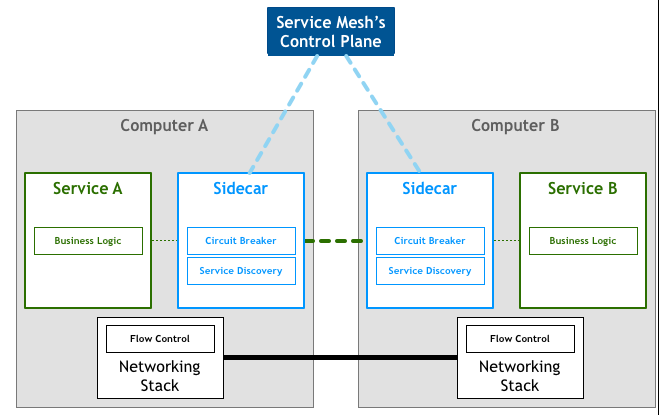 Service Mesh's
Control Plane
Computer A
Computer B
Service A
Sidecar
Sidecar
Service B
Business Logic
Circuit Breaker
Circuit Breaker
Business Logic
Service Discovery
Service Discovery
Flow Control
Flow Control
Networking
Stack
Networking
Stack